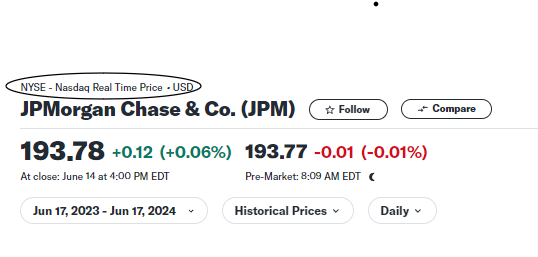 NYSE - Nasdaq Real Time Price • USD
JPMorgan Chase & Co. (JPM) Follow Compare
193.78 +0.12 (+0.06%) 193.77 -0.01 (-0.01%)
At close: June 14 at 4:00 PM EDT Pre-Market: 8:09 AM EDT
Jun 17, 2023 - Jun 17, 2024 Historical Prices Daily